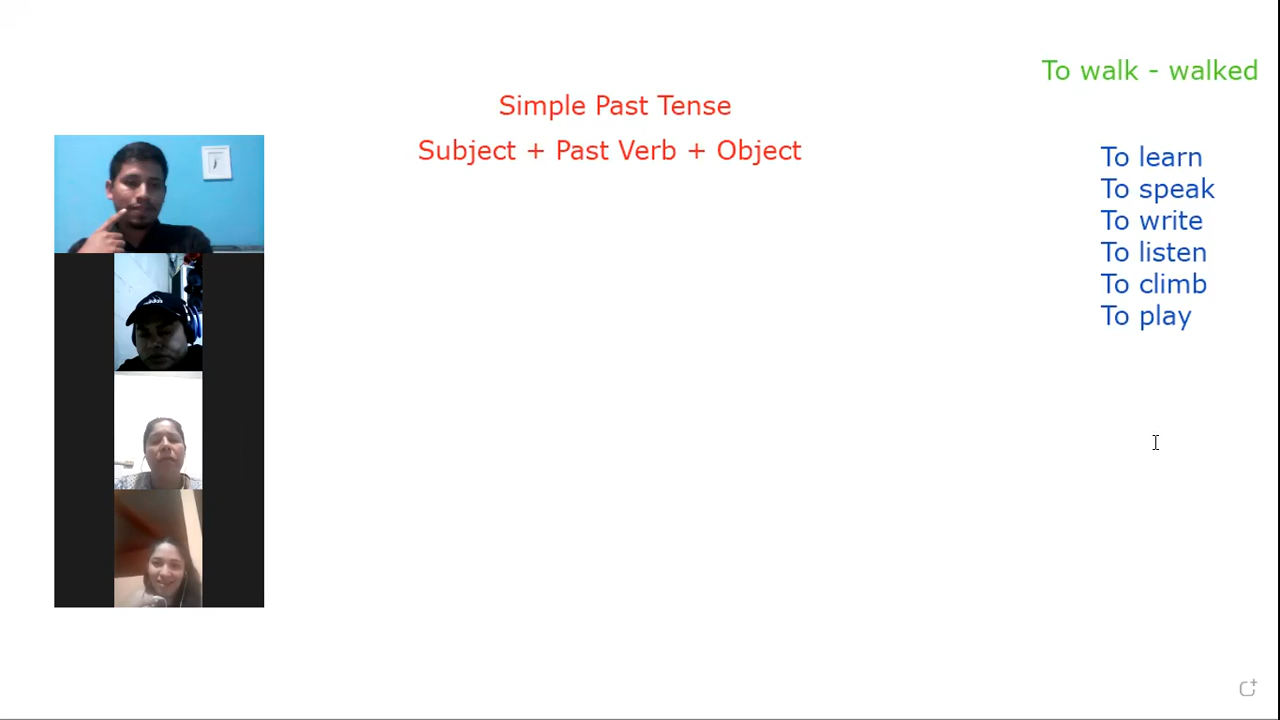 To walk - walked
Simple Past Tense
Subject + Past Verb + Object
To learn
To speak
To write
To listen
To climb
To play